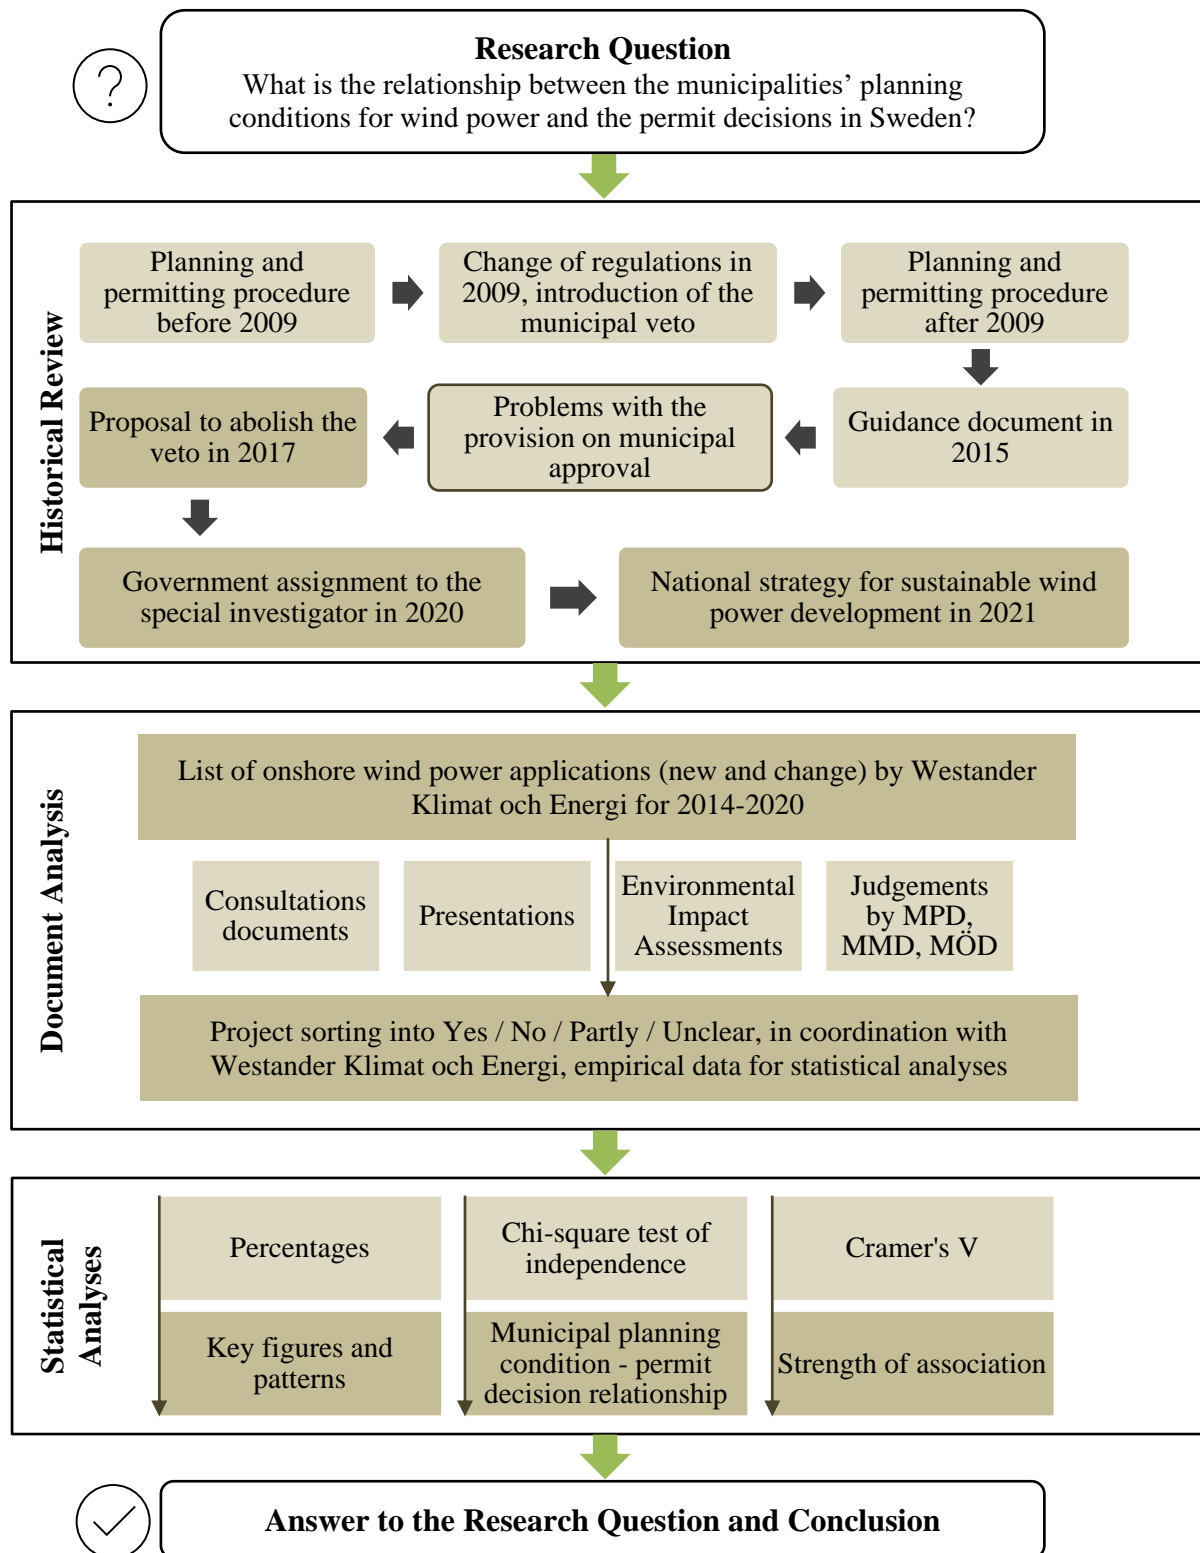 Research Question
What is the relationship between the municipalities’ planning
conditions for wind power and the permit decisions in Sweden?
Historical Review
Planning and
permitting procedure
before 2009
Change of regulations in
2009, introduction of the
municipal veto
Planning and
permitting procedure
after 2009
Guidance document in
2015
Problems with the
provision on municipal
approval
Proposal to abolish the
veto in 2017
Government assignment to the
special investigator in 2020
National strategy for sustainable wind
power development in 2021
Document Analysis
List of onshore wind power applications (new and change) by Westander
Klimat och Energi for 2014-2020
Consultations
documents
Presentations
Environmental
Impact
Assessments
Judgements
by MPD,
MMD, MÖD
Project sorting into Yes / No / Partly / Unclear, in coordination with
Westander Klimat och Energi, empirical data for statistical analyses
Statistical
Analyses
Percentages
Key figures and
patterns
Chi-square test of
independence
Municipal planning
condition - permit
decision relationship
Cramer's V
Strength of association
Answer to the Research Question and Conclusion